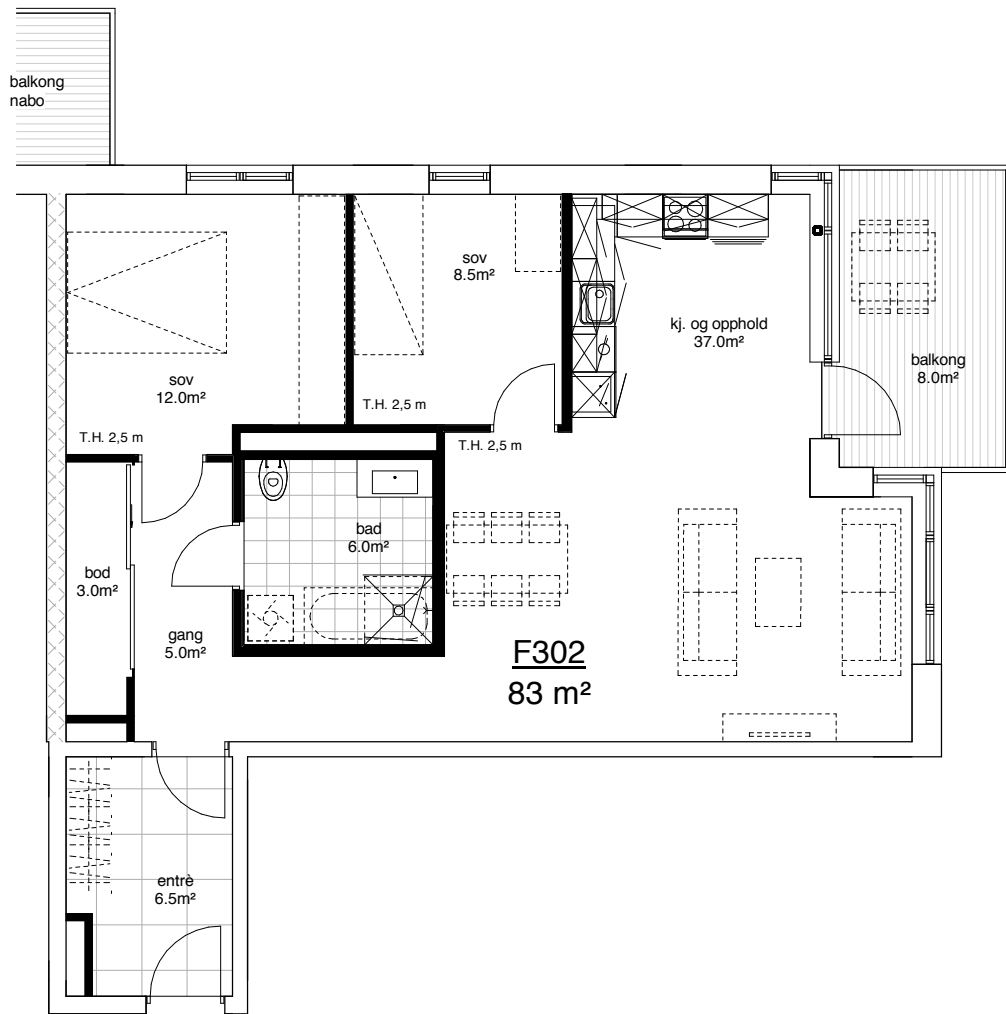 balkong
nabo
sov
8.5m²
kj. og opphold
37.0m²
balkong
8.0m²
sov
12.0m²
T.H. 2,5 m
T.H. 2,5 m
T.H. 2,5 m
bad
6.0m²
bod
3.0m²
gang
5.0m²
F302
83 m²
entrè
6.5m²